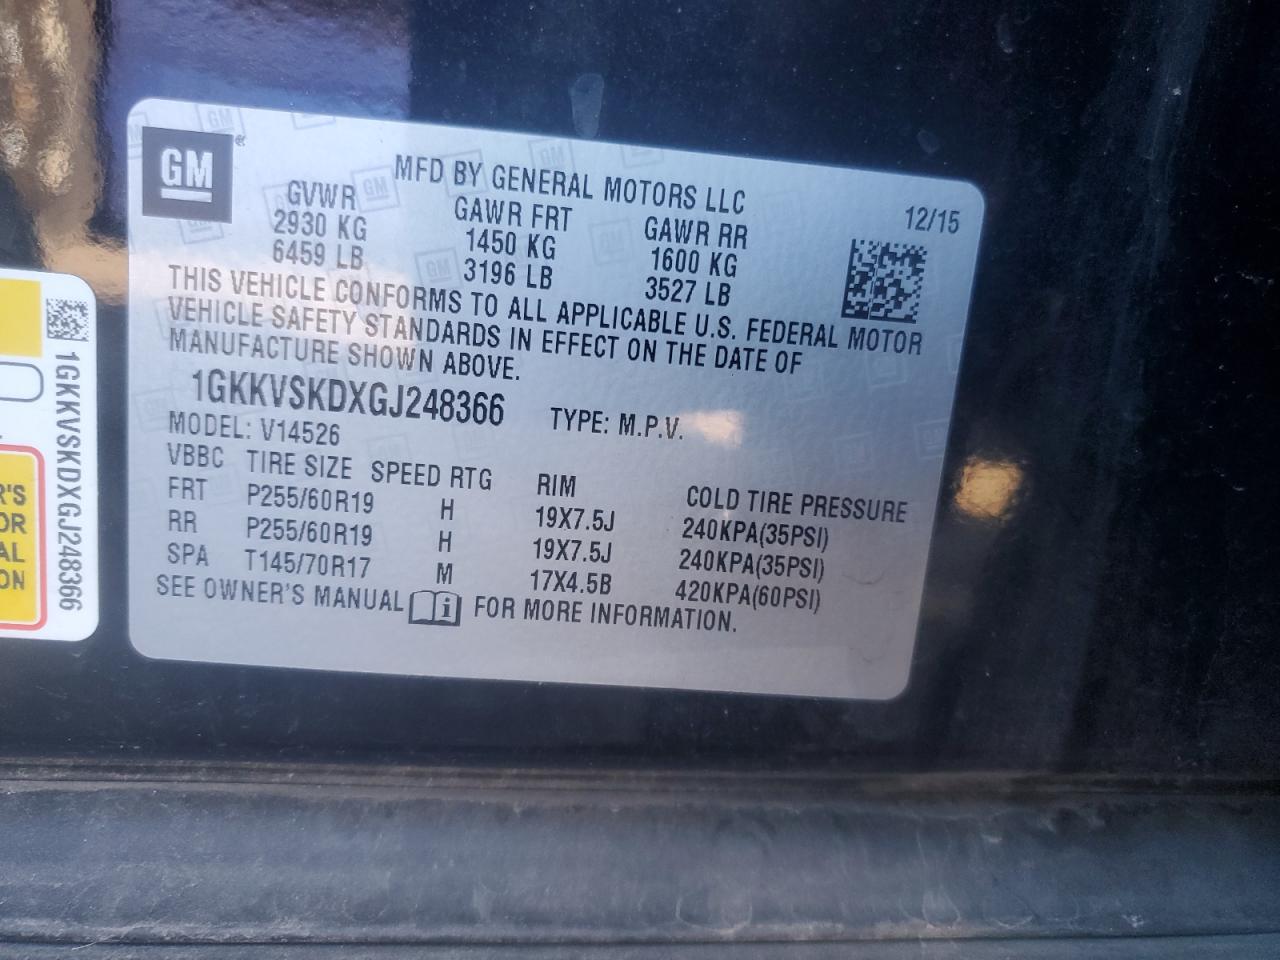 GM
MFD BY GENERAL MOTORS LLC
12/15
GVWR GAWR FRT GAWR RR
2930 KG 1450 KG 1600 KG
6459 LB 3196 LB 3527 LB
THIS VEHICLE CONFORMS TO ALL APPLICABLE U.S. FEDERAL MOTOR
VEHICLE SAFETY STANDARDS IN EFFECT ON THE DATE OF
MANUFACTURE SHOWN ABOVE.
1GKKVSKDXGJ248366 TYPE: M.P.V.
MODEL: V14526
VBBC TIRE SIZE SPEED RTG RIM COLD TIRE PRESSURE
FRT P255/60R19 H 19X7.5J 240KPA(35PSI)
RR P255/60R19 H 19X7.5J 240KPA(35PSI)
SPA T145/70R17 M 17X4.5B 420KPA(60PSI)
SEE OWNER'S MANUAL i FOR MORE INFORMATION.
1GKKVSKDXGJ248366
R'S
OR
AL
ON